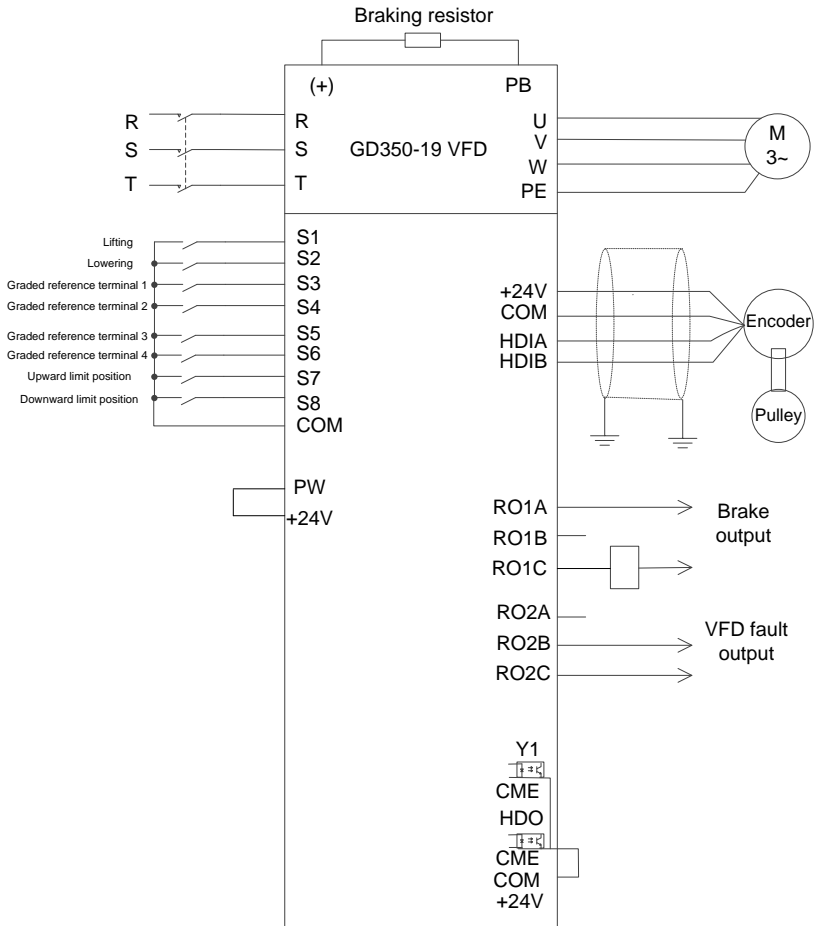 Braking resistor
(+)
PB
R
S
T
R
S
T
GD350-19 VFD
U
V
W
PE
M
3~
Lifting
Lowering
Graded reference terminal 1
Graded reference terminal 2
Graded reference terminal 3
Graded reference terminal 4
Upward limit position
Downward limit position
S1
S2
S3
S4
S5
S6
S7
S8
COM
+24V
COM
HDIA
HDIB
Encoder
Pulley
PW
+24V
RO1A
RO1B
RO1C
Brake
output
RO2A
RO2B
RO2C
VFD fault
output
Y1
CME
HDO
CME
COM
+24V